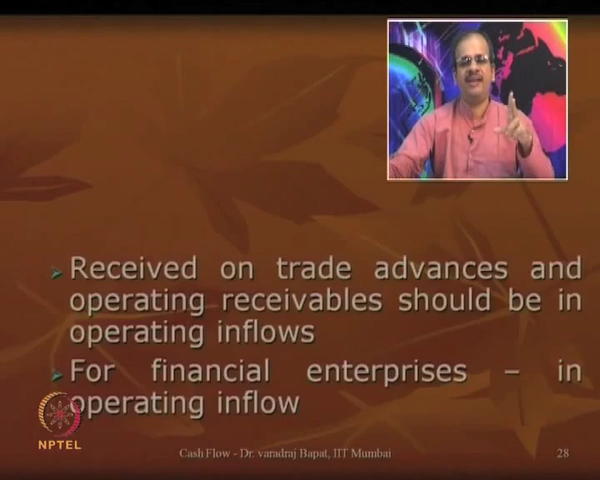 Received on trade advances and
operating receivables should be in
operating inflows
For financial enterprises – in
operating inflow
NPTEL
Cash Flow - Dr. varadraj Bapat, IIT Mumbai
28